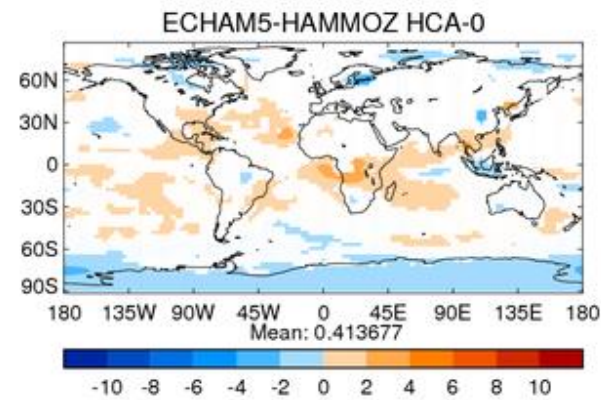 ECHAM5-HAMMOZ HCA-0
60N
30N
0
30S
60S
90S
180 135W 90W 45W 0 45E 90E 135E 180
Mean: 0.413677
-10 -8 -6 -4 -2 0 2 4 6 8 10